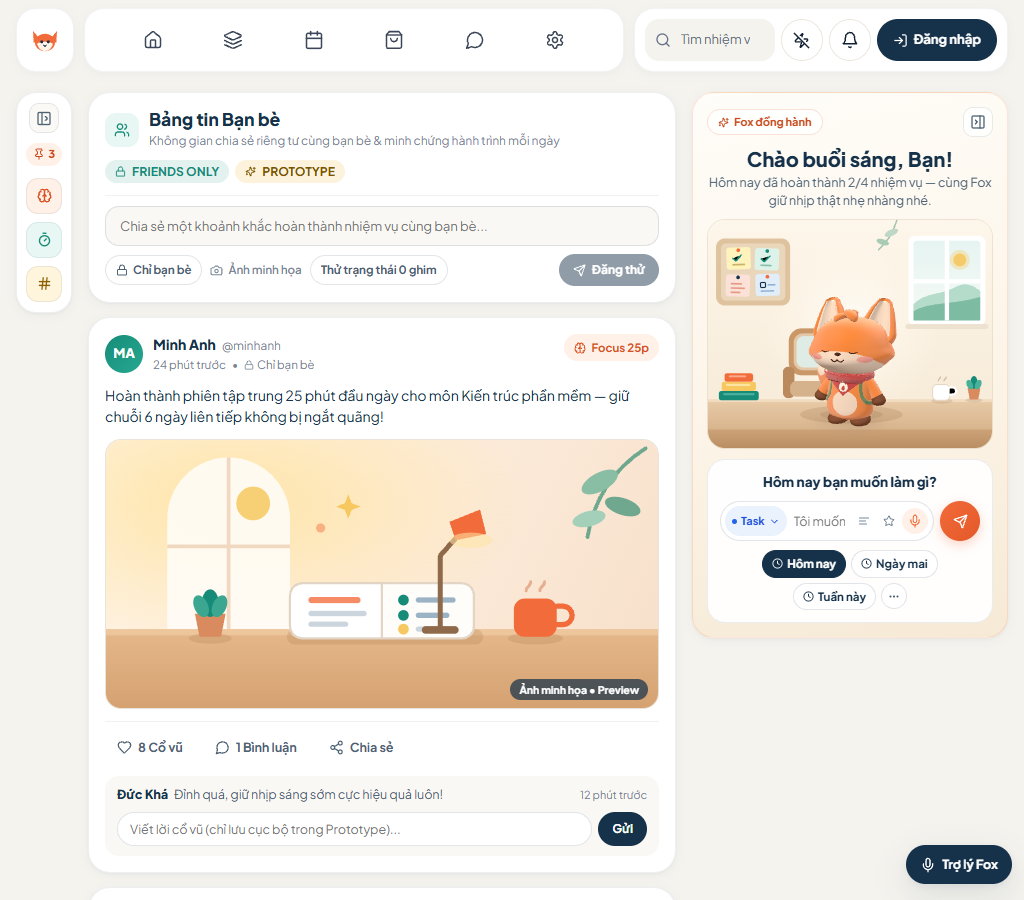 Tìm nhiệm v
Đăng nhập
3
Bảng tin Bạn bè
Không gian chia sẻ riêng tư cùng bạn bè & minh chứng hành trình mỗi ngày
FRIENDS ONLY
PROTOTYPE
Chia sẻ một khoảnh khắc hoàn thành nhiệm vụ cùng bạn bè...
Chỉ bạn bè
Ảnh minh họa
Thử trạng thái 0 ghim
Đăng thử
MA
Minh Anh @minhanh
24 phút trước • Chỉ bạn bè
Focus 25p
Hoàn thành phiên tập trung 25 phút đầu ngày cho môn Kiến trúc phần mềm — giữ
chuỗi 6 ngày liên tiếp không bị ngắt quãng!
Ảnh minh họa • Preview
8 Cổ vũ
1 Bình luận
Chia sẻ
Đức Khá Đỉnh quá, giữ nhịp sáng sớm cực hiệu quả luôn!
12 phút trước
Viết lời cổ vũ (chỉ lưu cục bộ trong Prototype)...
Gửi
Fox đồng hành
Chào buổi sáng, Bạn!
Hôm nay đã hoàn thành 2/4 nhiệm vụ — cùng Fox
giữ nhịp thật nhẹ nhàng nhé.
Hôm nay bạn muốn làm gì?
Task
Tôi muốn
Hôm nay
Ngày mai
Tuần này
Trợ lý Fox